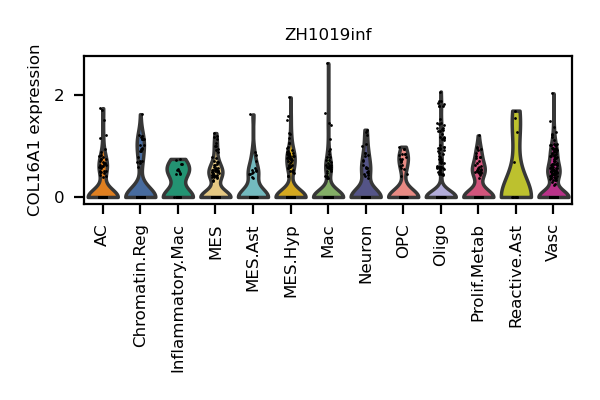 ZH1019inf
COL16A1 expression
2
0
AC
Chromatin.Reg
Inflammatory.Mac
MES
MES.Ast
MES.Hyp
Mac
Neuron
OPC
Oligo
Prolif.Metab
Reactive.Ast
Vasc